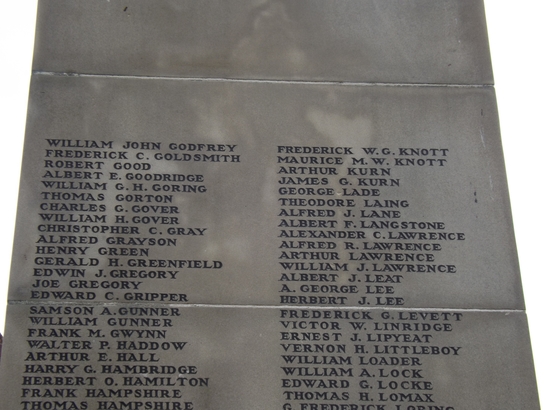 WILLIAM JOHN GODFREY
FREDERICK C. GOLDSMITH
ROBERT GOOD
ALBERT E. GOODRIDGE
WILLIAM G. H. GORING
THOMAS GORTON
CHARLES G. GOVER
WILLIAM H. GOVER
CHRISTOPHER C. GRAY
ALFRED GRAYSON
HENRY GREEN
GERALD H. GREENFIELD
EDWIN J. GREGORY
JOE GREGORY
EDWARD C. GRIPPER
SAMSON A. GUNNER
WILLIAM GUNNER
FRANK M. GWYNN
WALTER P. HADDOW
ARTHUR E. HALL
HARRY G. HAMBRIDGE
HERBERT O. HAMILTON
FRANK HAMPSHIRE
THOMAS HAMPSHIRE
FREDERICK W. G. KNOTT
MAURICE M. W. KNOTT
ARTHUR KURN
JAMES G. KURN
GEORGE LADE
THEODORE LAING
ALFRED J. LANE
ALBERT F. LANGSTONE
ALEXANDER C. LAWRENCE
ALFRED R. LAWRENCE
ARTHUR LAWRENCE
WILLIAM J. LAWRENCE
ALBERT J. LEAT
A. GEORGE LEE
HERBERT J. LEE
FREDERICK G. LEVETT
VICTOR W. LINRIDGE
ERNEST J. LIPYEAT
VERNON H. LITTLEBOY
WILLIAM LOADER
WILLIAM A. LOCK
EDWARD G. LOCKE
THOMAS H. LOMAX
G. FREDERICK LORING